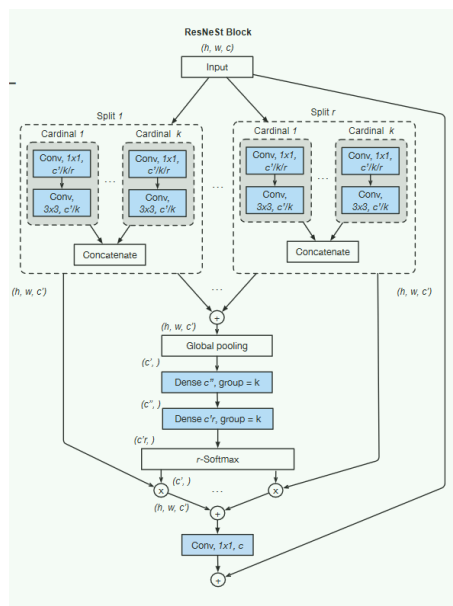 ResNeSt Block
(h, w, c)
Input
Split 1
Split r
Cardinal 1
Cardinal k
Cardinal 1
Cardinal k
Conv, 1x1,
c'/k/r
Conv, 1x1,
c'/k/r
Conv, 1x1,
c'/k/r
Conv, 1x1,
c'/k/r
...
...
...
Conv,
3x3, c'/k
Conv,
3x3, c'/k
Conv,
3x3, c'/k
Conv,
3x3, c'/k
Concatenate
Concatenate
(h, w, c')
...
(h, w, c')
+
(h, w, c')
Global pooling
(c', )
Dense c", group = k
(c", )
Dense c'r, group = k
(c'r, )
r-Softmax
(c', )
x
...
x
(h, w, c')
+
Conv, 1x1, c
+